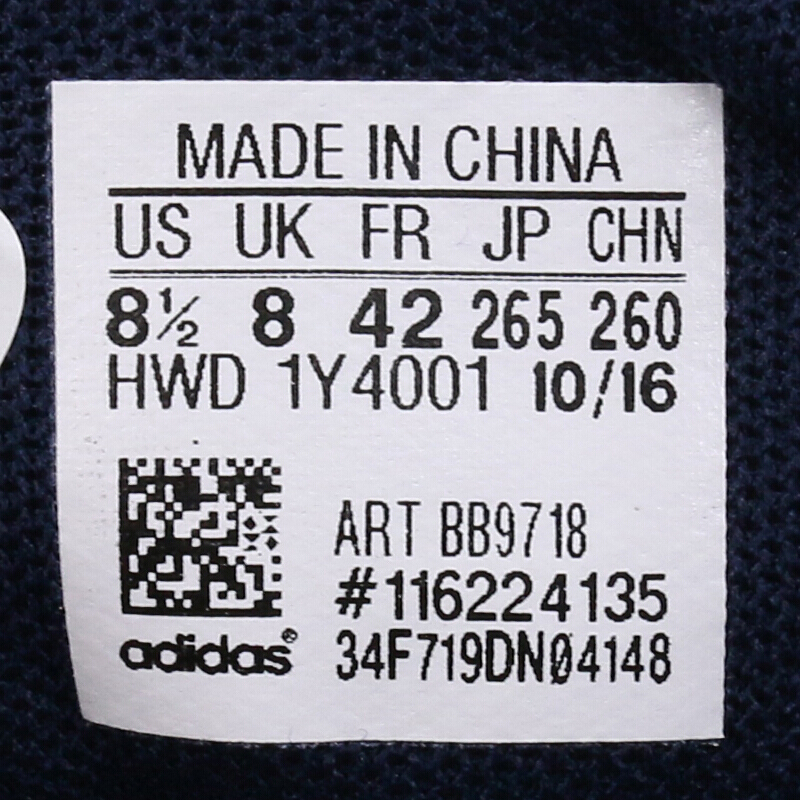 MADE IN CHINA
US UK FR JP CHN
8½ 8 42 265 260
HWD 1Y4001 10/16
ART BB9718
#116224135
adidas® 34F719DN04148